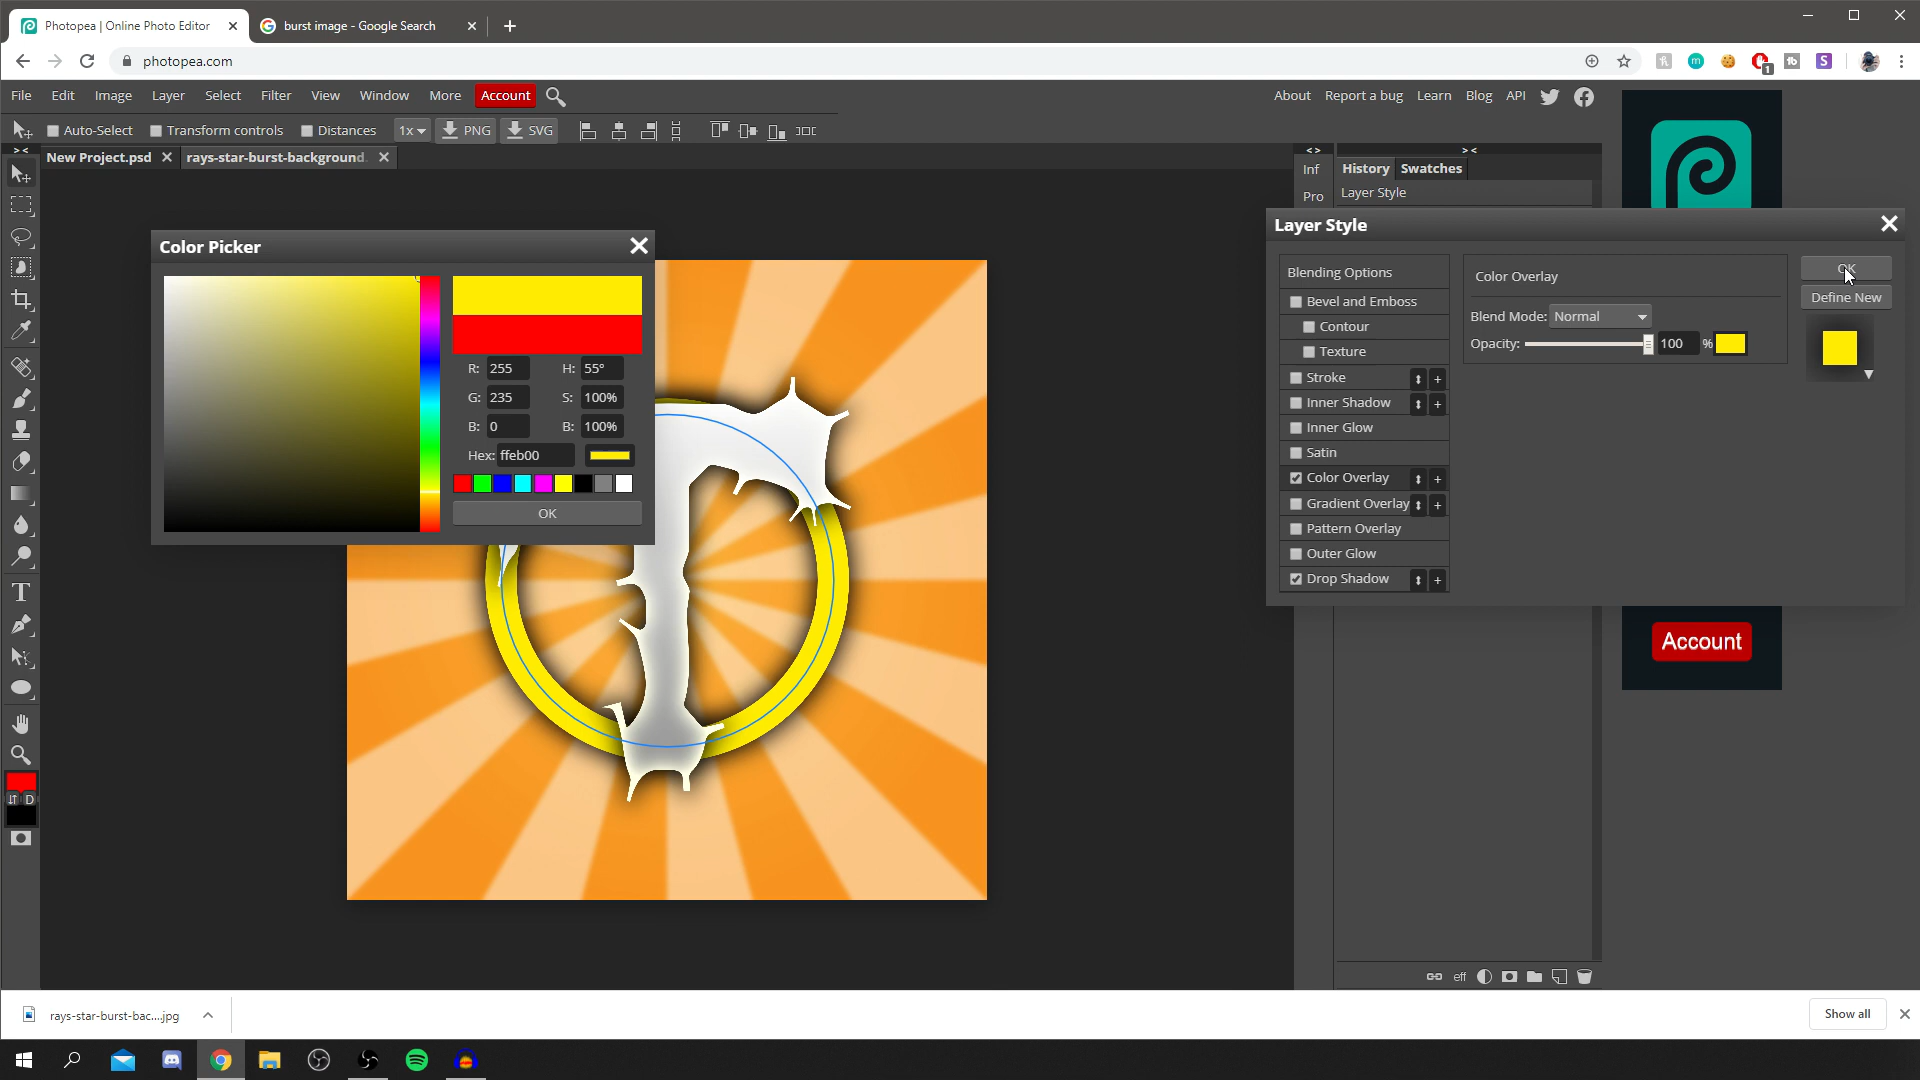 Photopea | Online Photo Editor
burst image - Google Search
photopea.com
1
File Edit Image Layer Select Filter View Window More Account
About Report a bug Learn Blog API
Auto-Select Transform controls Distances 1x PNG SVG
New Project.psd rays-star-burst-background.
Inf
Pro
History Swatches
Layer Style
Color Picker
R: 255 H: 55°
G: 235 S: 100%
B: 0 B: 100%
Hex: ffeb00
OK
Layer Style
Blending Options
Bevel and Emboss
Contour
Texture
Stroke
Inner Shadow
Inner Glow
Satin
Color Overlay
Gradient Overlay
Pattern Overlay
Outer Glow
Drop Shadow
Color Overlay
Blend Mode: Normal
Opacity: 100 %
OK
Define New
Account
D
eff
rays-star-burst-bac....jpg
Show all